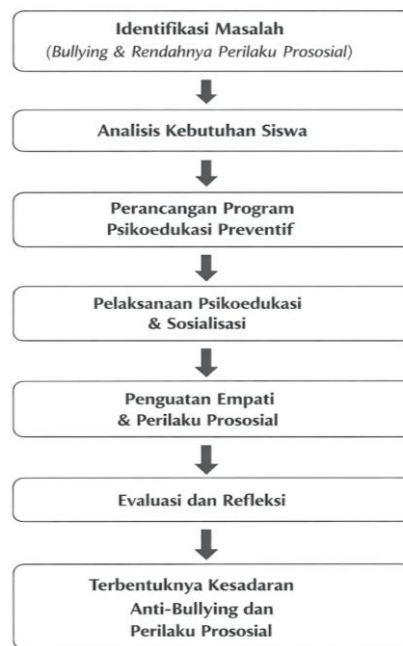 Identifikasi Masalah
(Bullying & Rendahnya Perilaku Prososial)
Analisis Kebutuhan Siswa
Perancangan Program
Psikoedukasi Preventif
Pelaksanaan Psikoedukasi
& Sosialisasi
Penguatan Empati
& Perilaku Prososial
Evaluasi dan Refleksi
Terbentuknya Kesadaran
Anti-Bullying dan
Perilaku Prososial